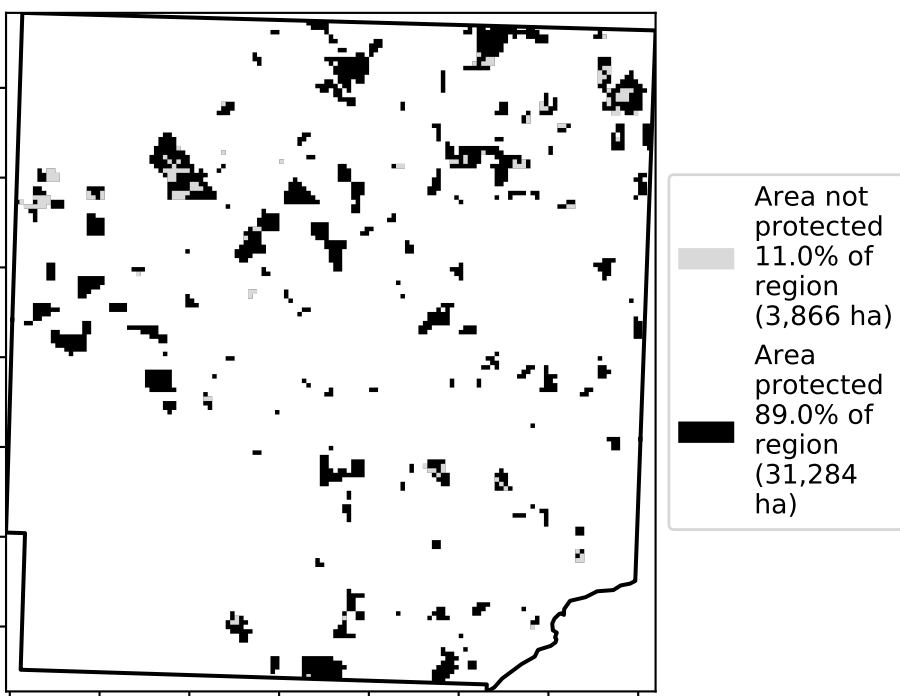 Area not
protected
11.0% of
region
(3,866 ha)
Area
protected
89.0% of
region
(31,284
ha)